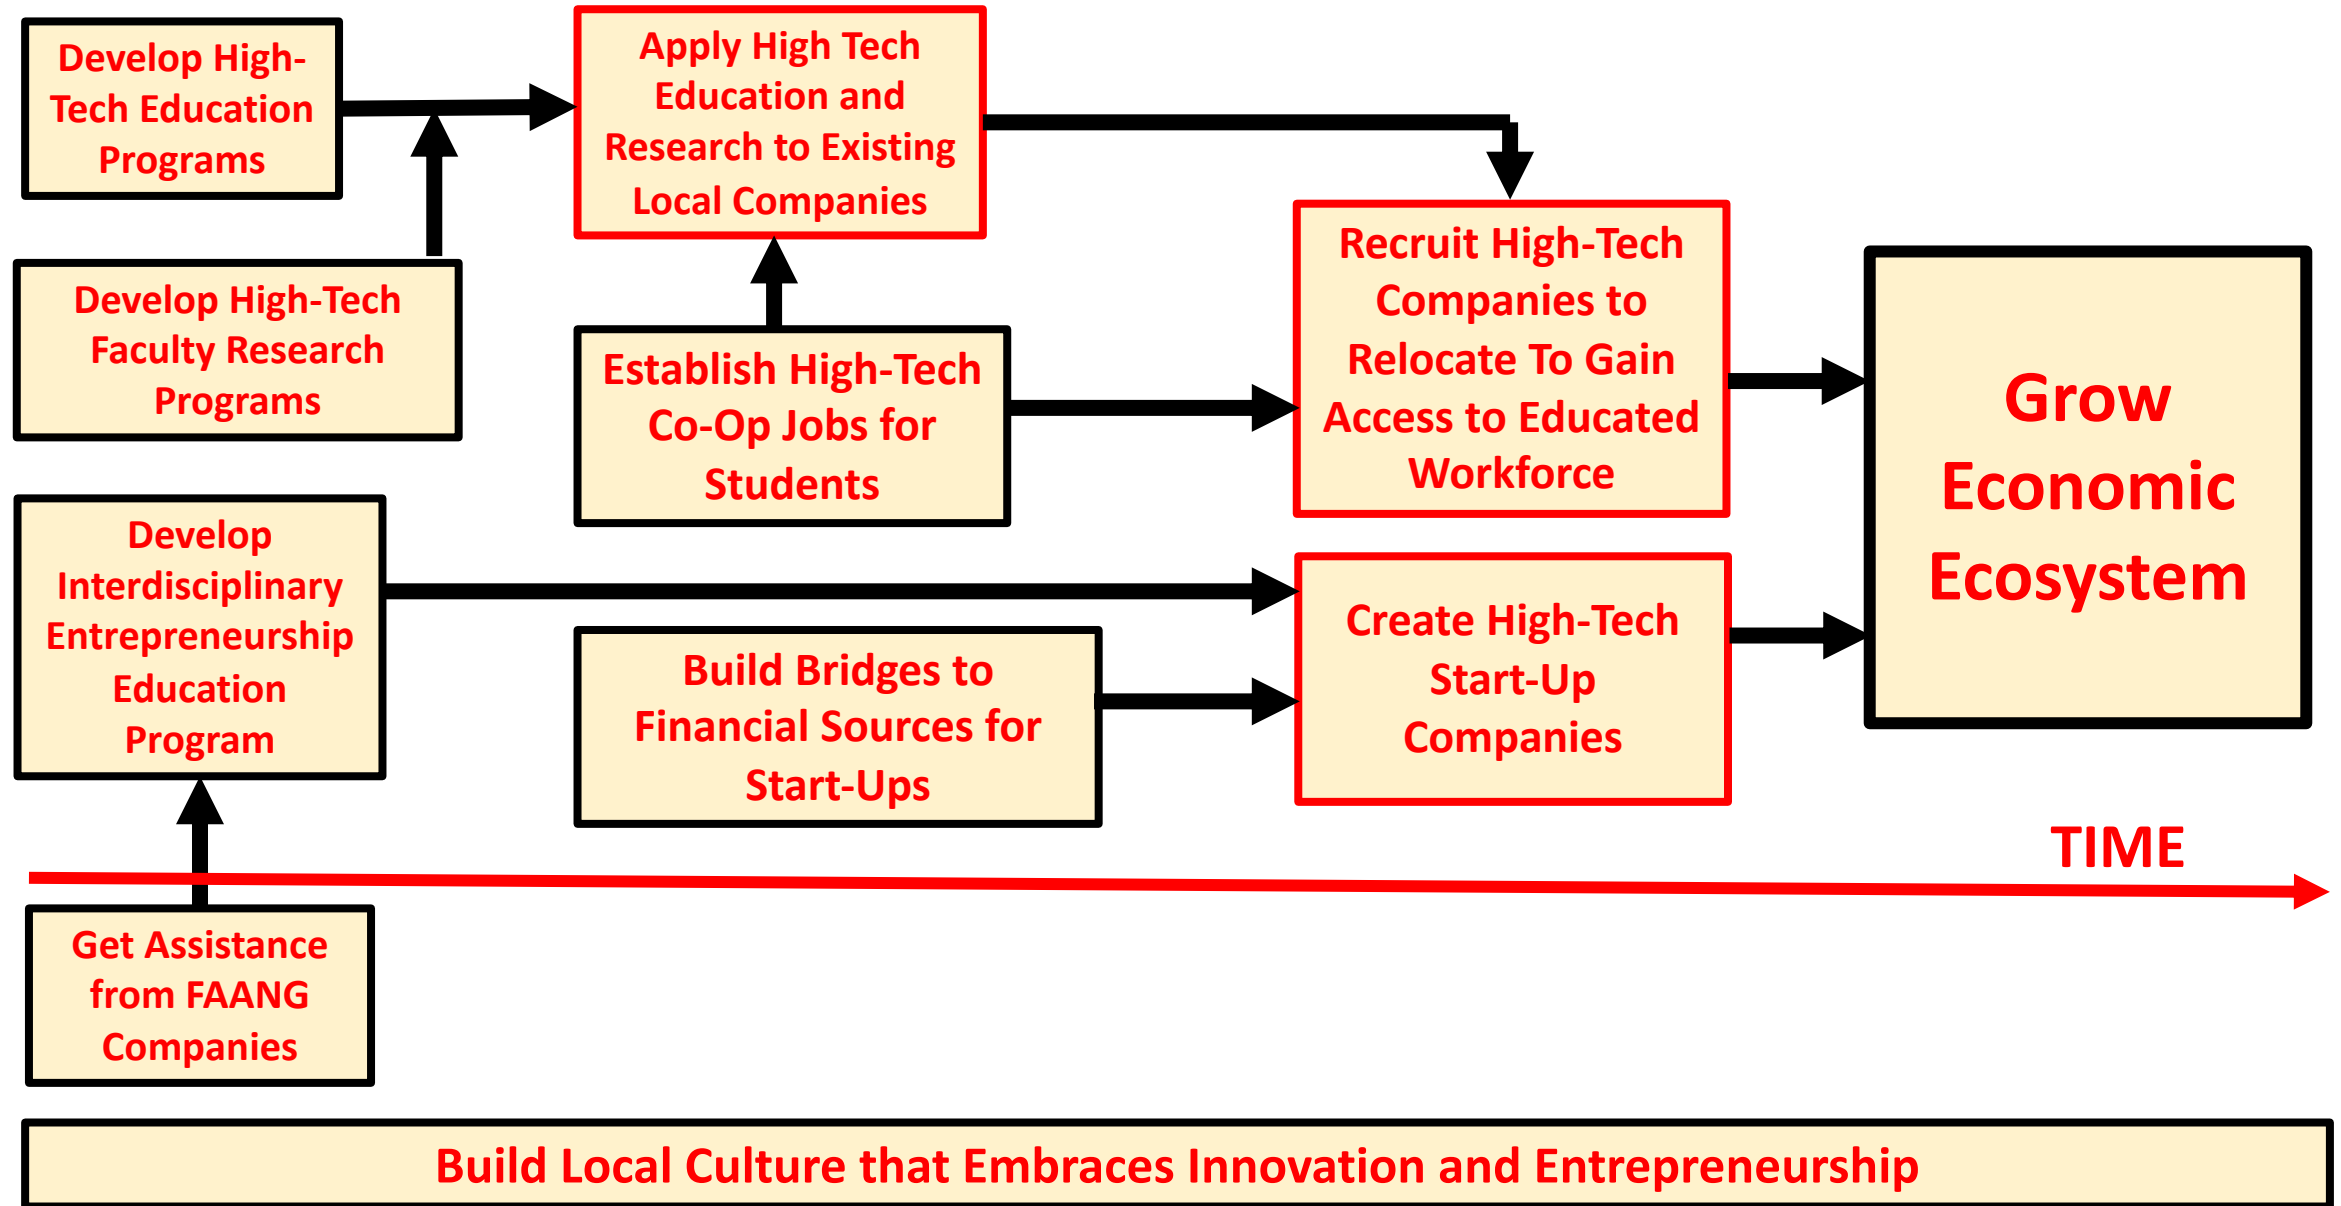 Develop High-
Tech Education
Programs
Apply High Tech
Education and
Research to Existing
Local Companies
Develop High-Tech
Faculty Research
Programs
Establish High-Tech
Co-Op Jobs for
Students
Recruit High-Tech
Companies to
Relocate To Gain
Access to Educated
Workforce
Grow
Economic
Ecosystem
Develop
Interdisciplinary
Entrepreneurship
Education
Program
Build Bridges to
Financial Sources for
Start-Ups
Create High-Tech
Start-Up
Companies
TIME
Get Assistance
from FAANG
Companies
Build Local Culture that Embraces Innovation and Entrepreneurship